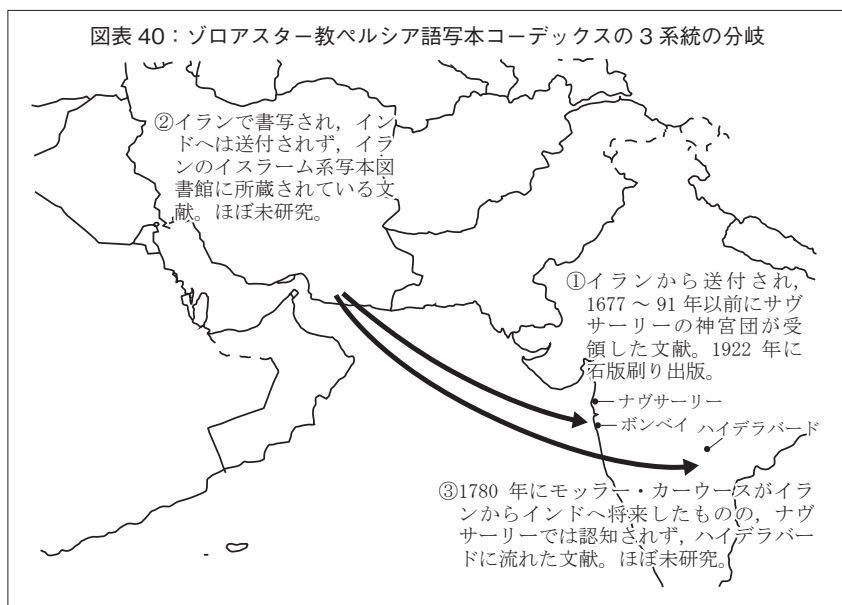 図表 40：ゾロアスター教ペルシア語写本コーデックスの 3 系統の分岐
②イランで書写され，イン
ドへは送付されず，イラ
ンのイスラーム系写本図
書館に所蔵されている文
献。ほぼ未研究。
①イランから送付され，
1677 ～ 91 年以前にサヴ
サーリーの神宮団が受
領した文献。1922 年に
石版刷り出版。
ナヴサーリー
ボンベイ
ハイデラバード
③1780 年にモッラー・カーウースがイラ
ンからインドへ将来したものの，ナヴ
サーリーでは認知されず，ハイデラバー
ドに流れた文献。ほぼ未研究。